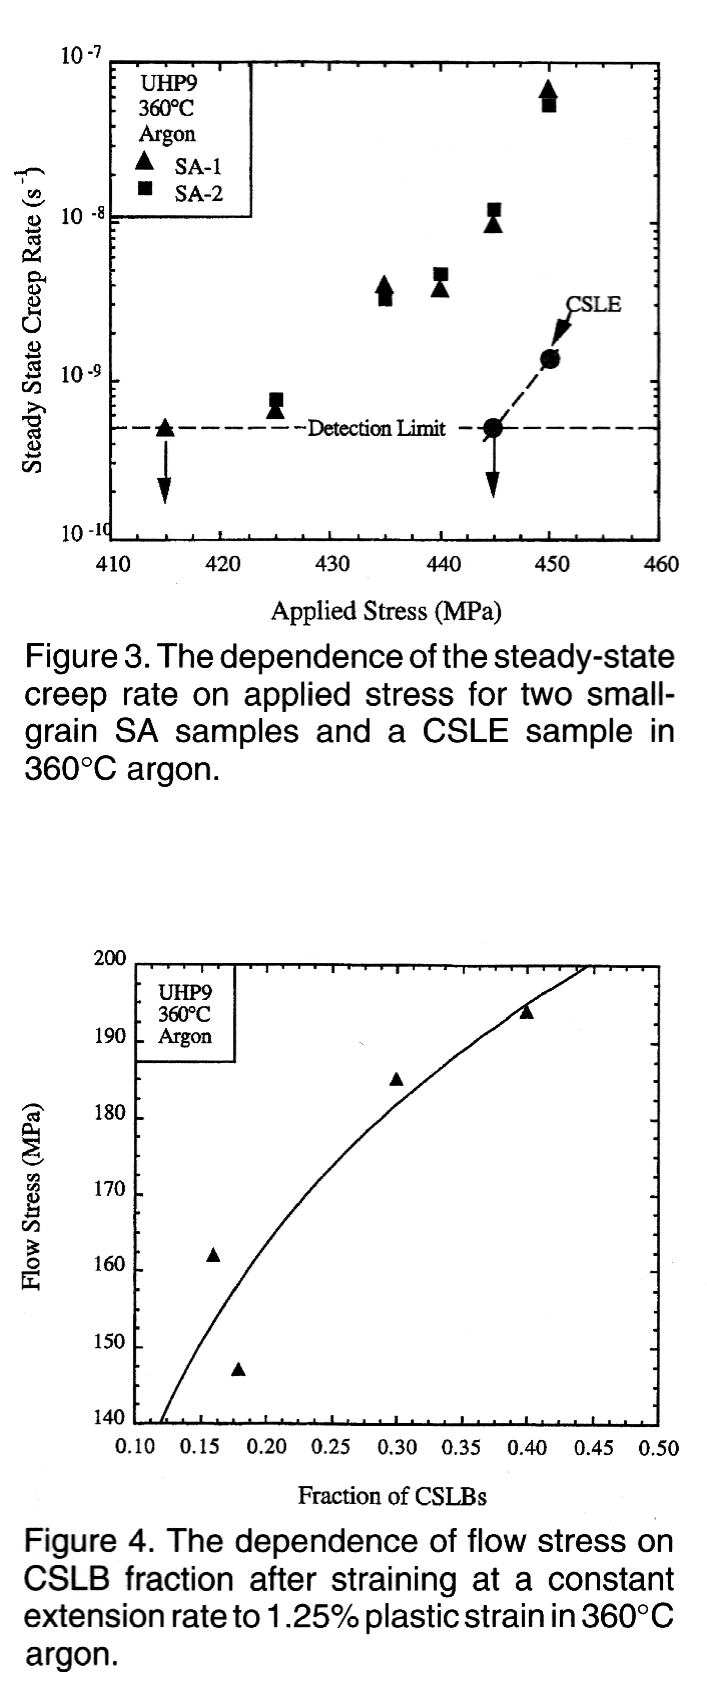 10 -7
UHP9
360°C
Argon
SA-1
SA-2
10 -8
CSLE
10 -9
Detection Limit
10 -10
410 420 430 440 450 460
Steady State Creep Rate (s -1)
Applied Stress (MPa)
Figure 3. The dependence of the steady-state
creep rate on applied stress for two small-
grain SA samples and a CSLE sample in
360°C argon.
200
UHP9
360°C
Argon
190
180
170
160
150
140
0.10 0.15 0.20 0.25 0.30 0.35 0.40 0.45 0.50
Flow Stress (MPa)
Fraction of CSLBs
Figure 4. The dependence of flow stress on
CSLB fraction after straining at a constant
extension rate to 1.25% plastic strain in 360°C
argon.